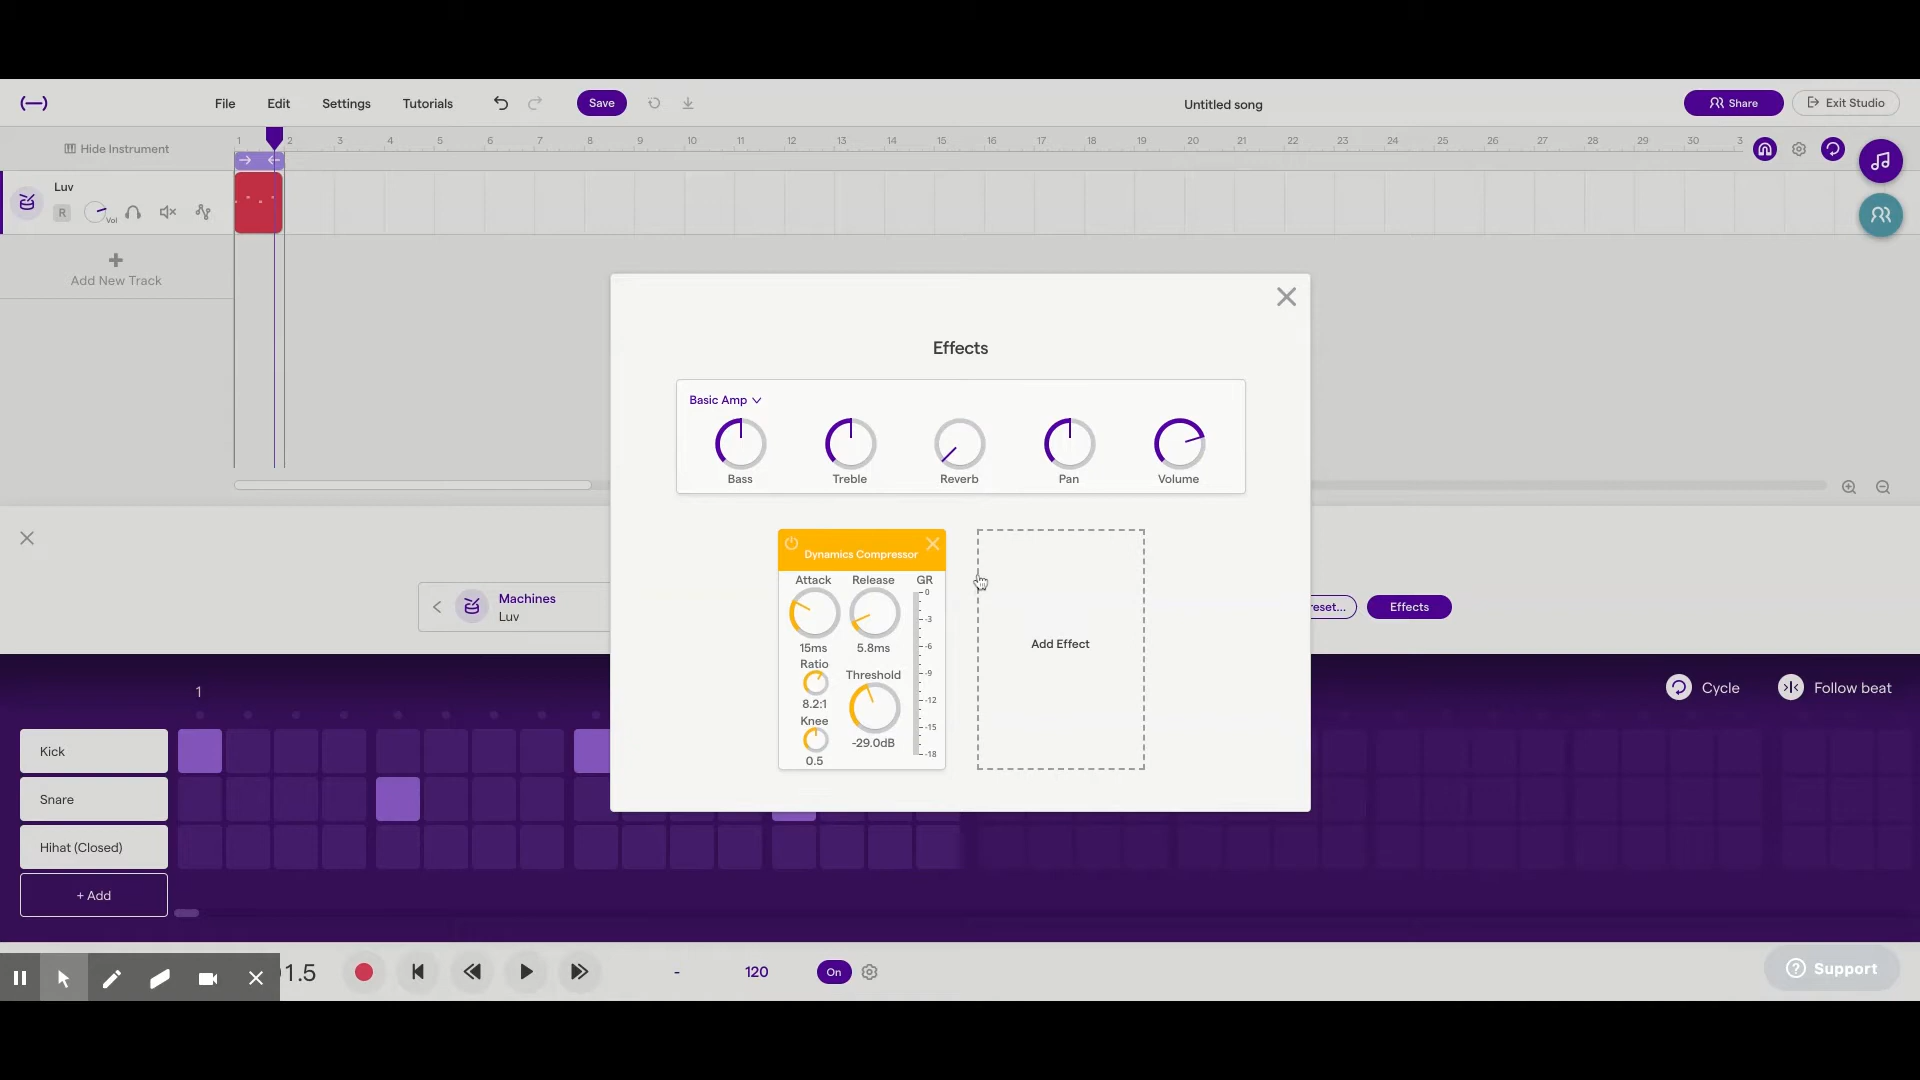 File Edit Settings Tutorials Save Untitled song Share Exit Studio
Hide Instrument 1 2 3 4 5 6 7 8 9 10 11 12 13 14 15 16 17 18 19 20 21 22 23 24 25 26 27 28 29 30 3
Luv
R Vol
Add New Track
Effects
Basic Amp
Bass Treble Reverb Pan Volume
Dynamics Compressor
Attack Release GR
0
-3
15ms 5.8ms -6
Ratio
Threshold -9
8.2:1 -12
Knee
-15
-29.0dB
0.5 -18
Add Effect
Machines
Luv
reset...
Effects
1
Cycle Follow beat
Kick
Snare
Hihat (Closed)
+ Add
1.5 - 120 On
Support